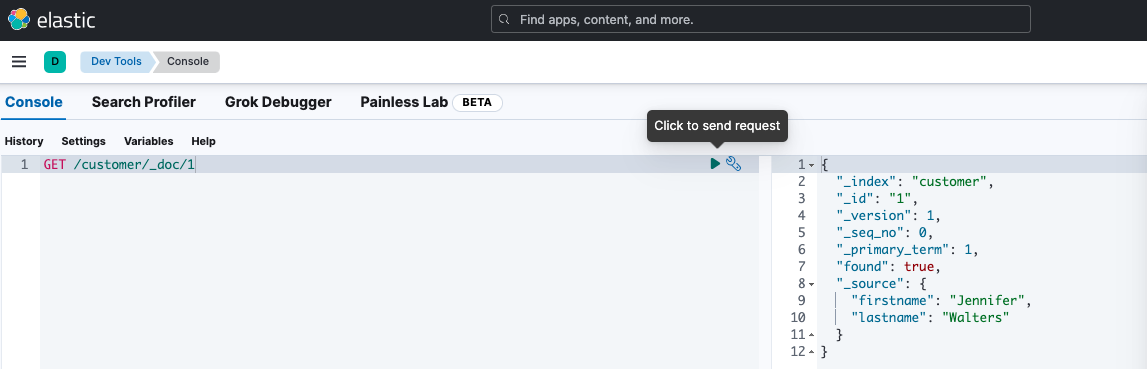 elastic
Find apps, content, and more.
D
Dev Tools
Console
Console
Search Profiler
Grok Debugger
Painless Lab
BETA
Click to send request
History
Settings
Variables
Help
1 GET /customer/_doc/1
1 {
2 "_index": "customer",
3 "_id": "1",
4 "_version": 1,
5 "_seq_no": 0,
6 "_primary_term": 1,
7 "found": true,
8 "_source": {
9 "firstname": "Jennifer",
10 "lastname": "Walters"
11 }
12 }